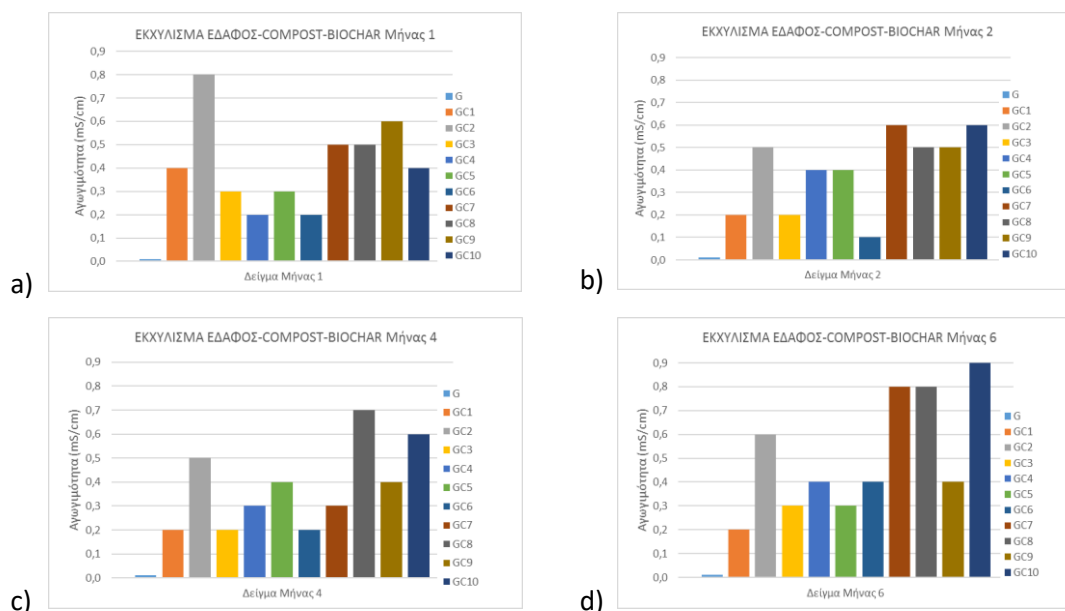 ΕΚΧΥΛΙΣΜΑ ΕΔΑΦΟΣ-COMPOST-BIOCHAR Μήνας 1
Αγωγιμότητα (mS/cm)
0,9
0,8
0,7
0,6
0,5
0,4
0,3
0,2
0,1
0,0
Δείγμα Μήνας 1
G
GC1
GC2
GC3
GC4
GC5
GC6
GC7
GC8
GC9
GC10
a)
ΕΚΧΥΛΙΣΜΑ ΕΔΑΦΟΣ-COMPOST-BIOCHAR Μήνας 2
Αγωγιμότητα (mS/cm)
0,9
0,8
0,7
0,6
0,5
0,4
0,3
0,2
0,1
0,0
Δείγμα Μήνας 2
G
GC1
GC2
GC3
GC4
GC5
GC6
GC7
GC8
GC9
GC10
b)
ΕΚΧΥΛΙΣΜΑ ΕΔΑΦΟΣ-COMPOST-BIOCHAR Μήνας 4
Αγωγιμότητα (mS/cm)
0,9
0,8
0,7
0,6
0,5
0,4
0,3
0,2
0,1
0,0
Δείγμα Μήνας 4
G
GC1
GC2
GC3
GC4
GC5
GC6
GC7
GC8
GC9
GC10
c)
ΕΚΧΥΛΙΣΜΑ ΕΔΑΦΟΣ-COMPOST-BIOCHAR Μήνας 6
Αγωγιμότητα (mS/cm)
0,9
0,8
0,7
0,6
0,5
0,4
0,3
0,2
0,1
0,0
Δείγμα Μήνας 6
G
GC1
GC2
GC3
GC4
GC5
GC6
GC7
GC8
GC9
GC10
d)